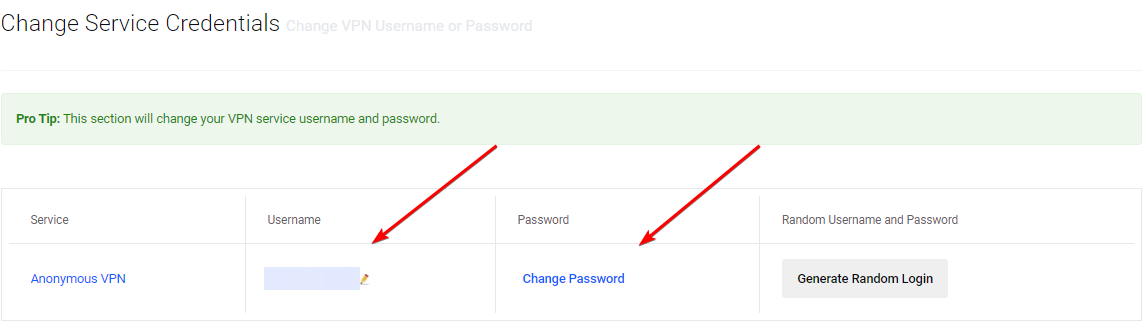 Change Service Credentials Change VPN Username or Password
Pro Tip: This section will change your VPN service username and password.
Service Username Password Random Username and Password
Anonymous VPN Change Password Generate Random Login